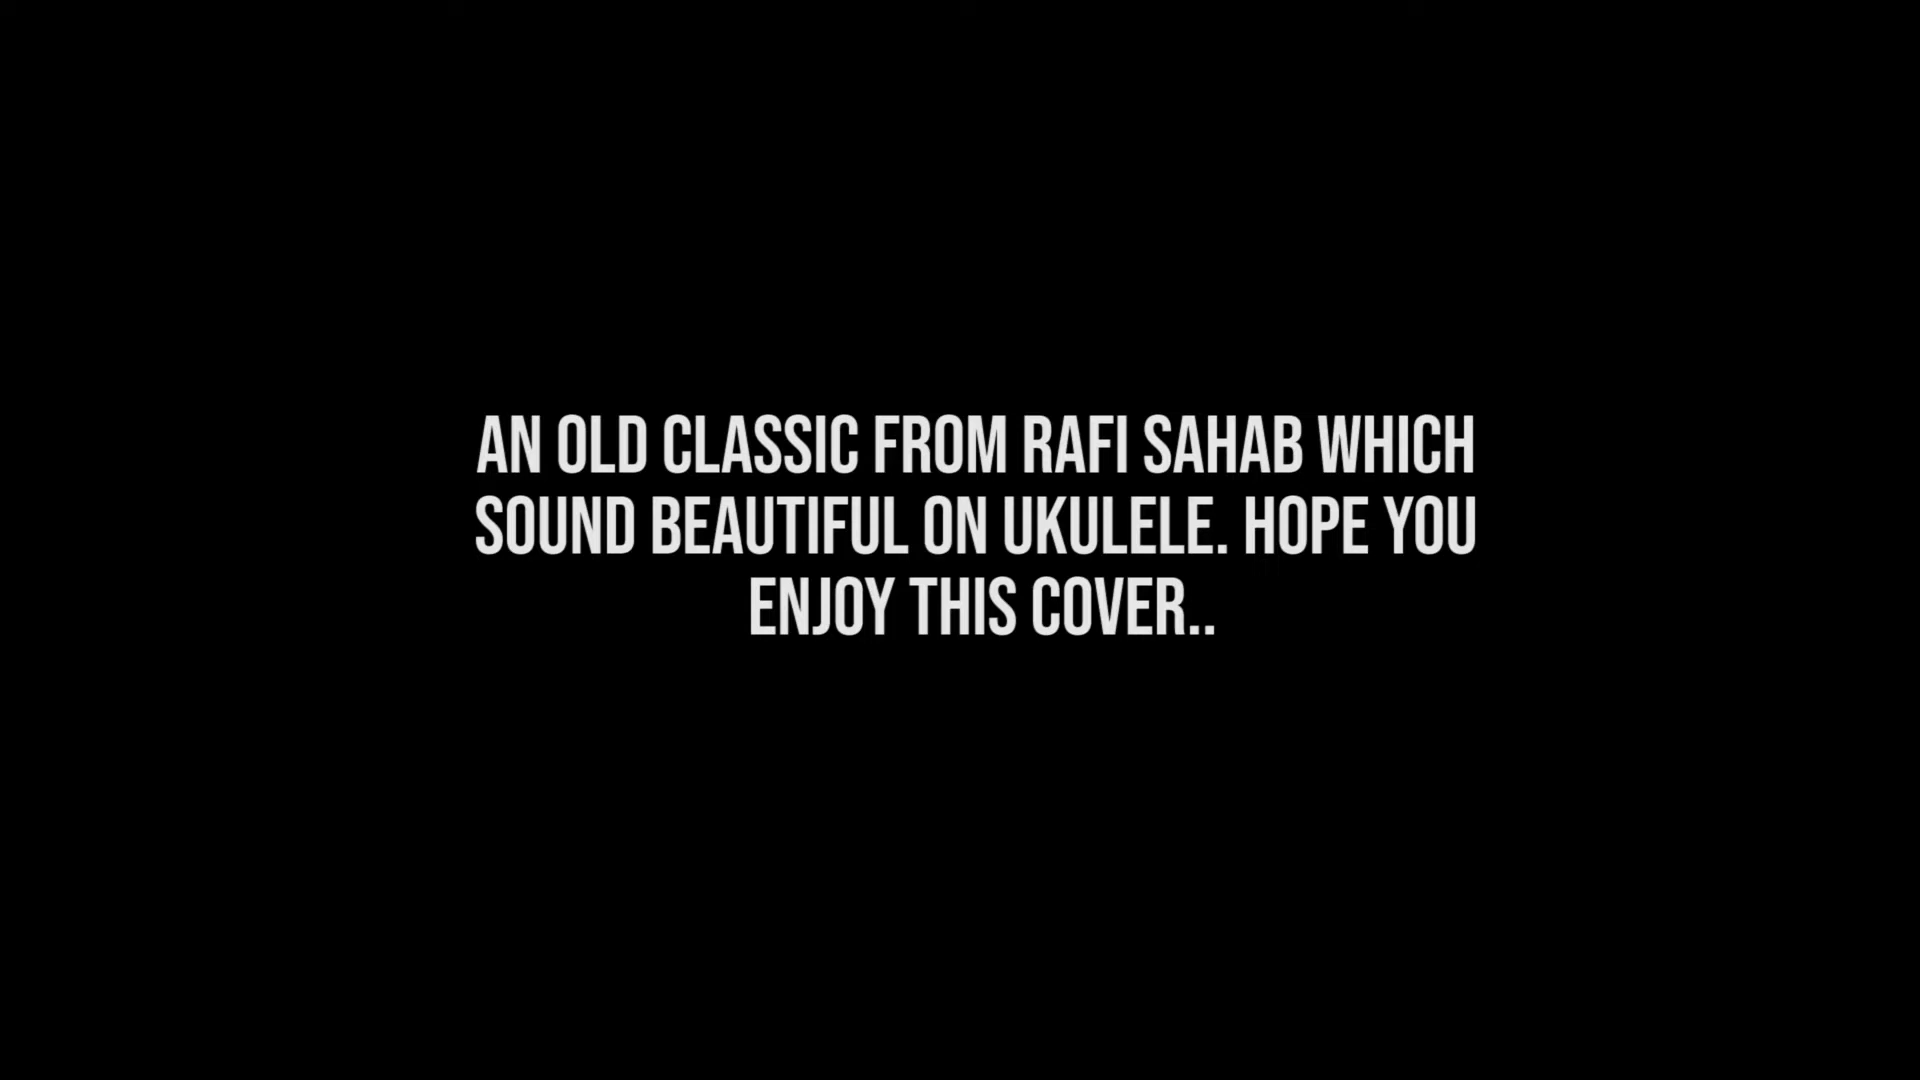 AN OLD CLASSIC FROM RAFI SAHAB WHICH
SOUND BEAUTIFUL ON UKULELE. HOPE YOU
ENJOY THIS COVER..